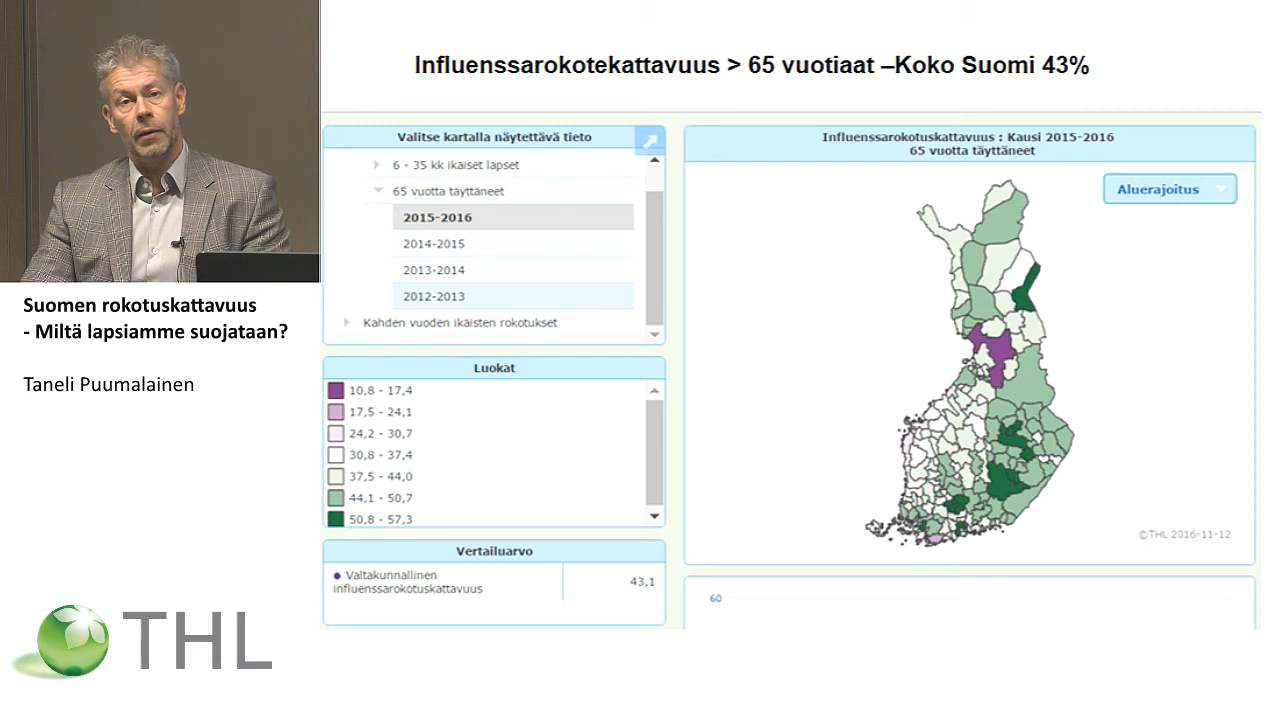 Influenssarokotekattavuus > 65 vuotiaat –Koko Suomi 43%
Valitse kartalla näytettävä tieto
6 - 35 kk ikäiset lapset
65 vuotta täyttäneet
2015-2016
2014-2015
2013-2014
2012-2013
Kahden vuoden ikäisten rokotukset
Luokat
10,8 - 17,4
17,5 - 24,1
24,2 - 30,7
30,8 - 37,4
37,5 - 44,0
44,1 - 50,7
50,8 - 57,3
Vertailuarvo
Valtakunnallinen
influenssarokotuskattavuus
43,1
Influenssarokotuskattavuus : Kausi 2015-2016
65 vuotta täyttäneet
Aluerajoitus
©THL 2016-11-12
60
Suomen rokotuskattavuus
- Miltä lapsiamme suojataan?
Taneli Puumalainen
THL